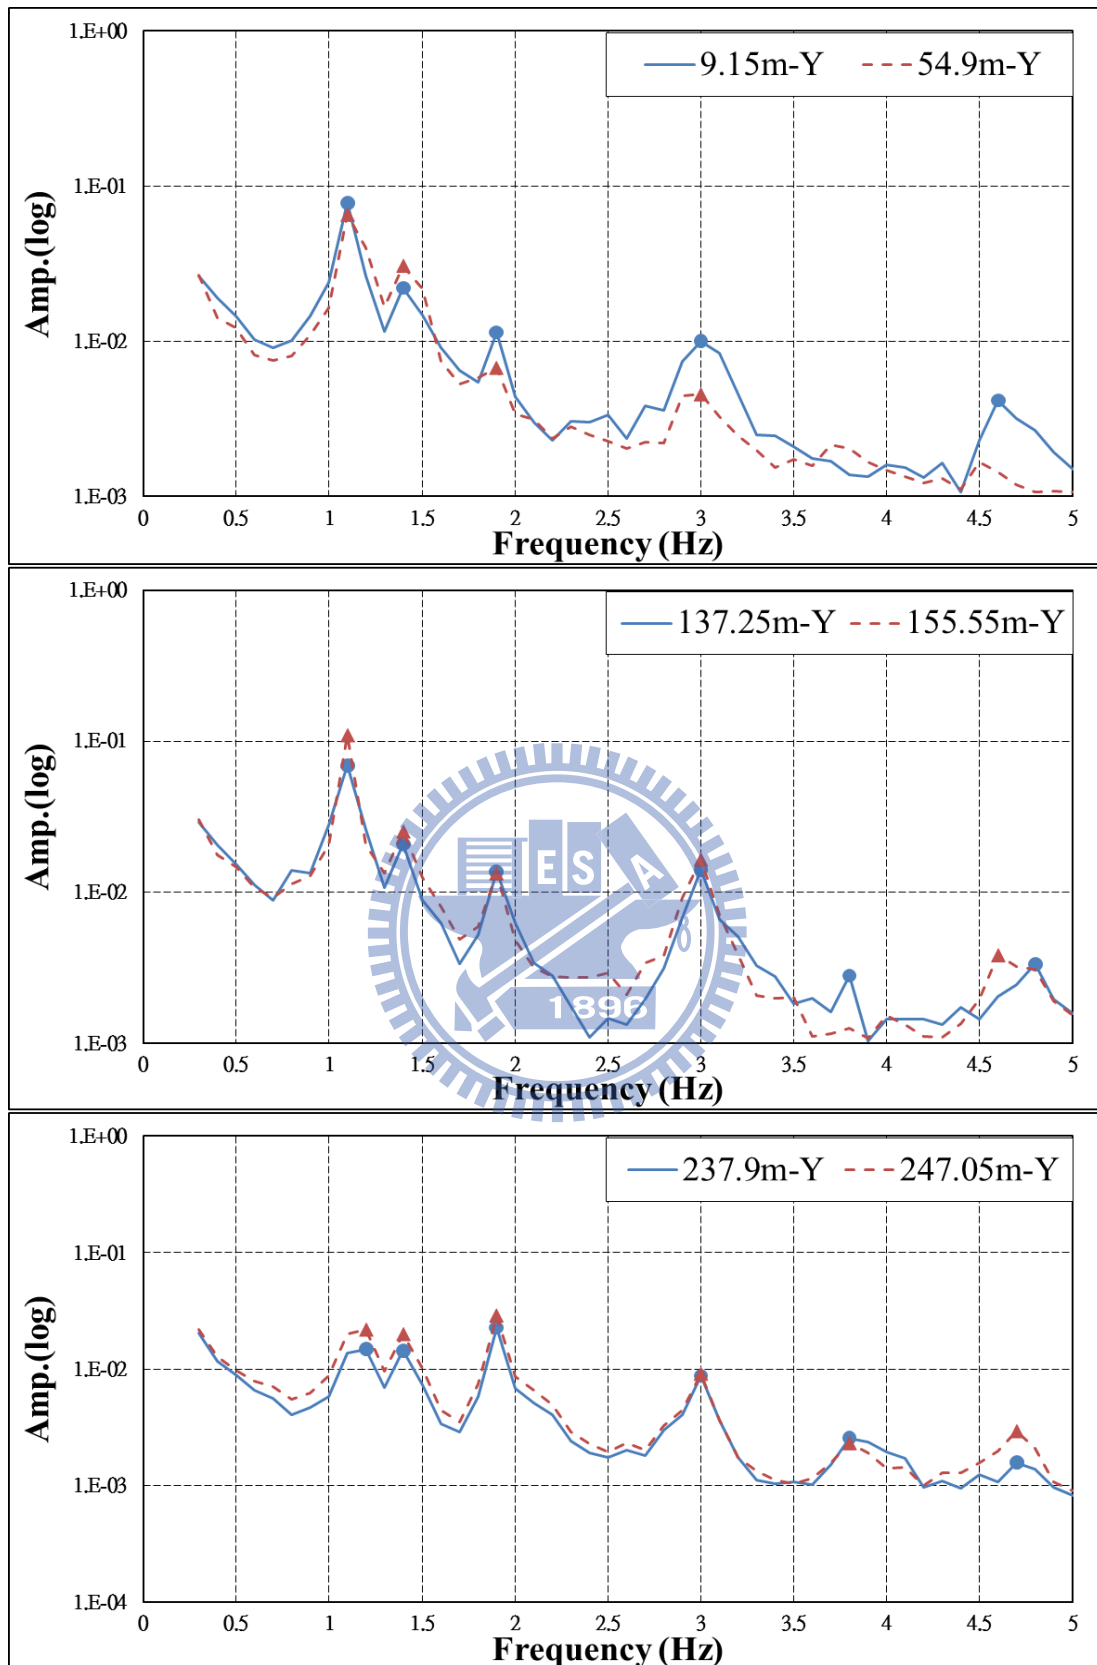 1.E+00
9.15m-Y 54.9m-Y
1.E-01
Amp.(log)
1.E-02
1.E-03
0 0.5 1 1.5 2 2.5 3 3.5 4 4.5 5
Frequency (Hz)
1.E+00
137.25m-Y 155.55m-Y
1.E-01
Amp.(log)
E S A
1.E-02
1896
1.E-03
0 0.5 1 1.5 2 2.5 3 3.5 4 4.5 5
Frequency (Hz)
1.E+00
237.9m-Y 247.05m-Y
1.E-01
Amp.(log)
1.E-02
1.E-03
1.E-04
0 0.5 1 1.5 2 2.5 3 3.5 4 4.5 5
Frequency (Hz)